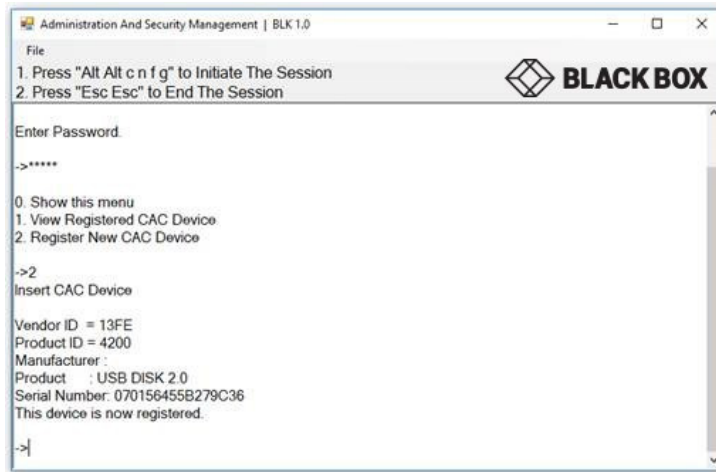 Administration And Security Management | BLK 1.0
File
1. Press "Alt Alt c n f g" to Initiate The Session
2. Press "Esc Esc" to End The Session
BLACK BOX
Enter Password.
->*****
0. Show this menu
1. View Registered CAC Device
2. Register New CAC Device
->2
Insert CAC Device
Vendor ID = 13FE
Product ID = 4200
Manufacturer :
Product : USB DISK 2.0
Serial Number: 070156455B279C36
This device is now registered.
->